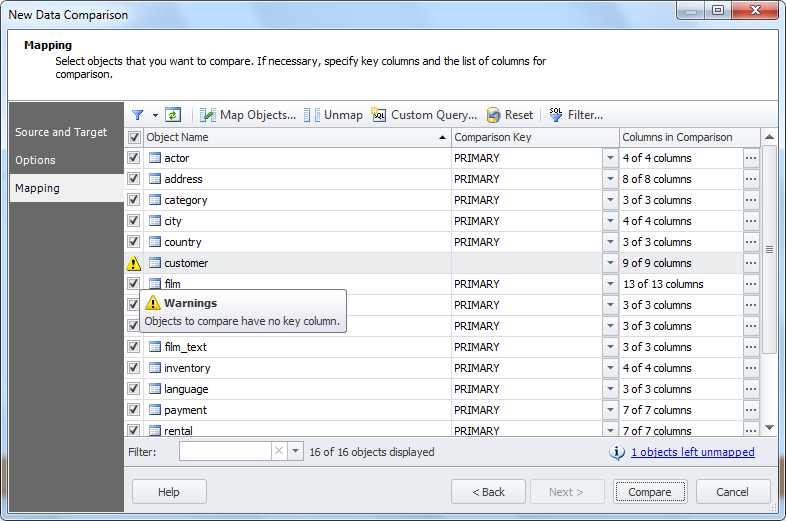 New Data Comparison
Mapping
Select objects that you want to compare. If necessary, specify key columns and the list of columns for
comparison.
Source and Target
Options
Mapping
Map Objects... Unmap SQL Custom Query... Reset SQL Filter...
Object Name Comparison Key Columns in Comparison
actor PRIMARY 4 of 4 columns ...
address PRIMARY 8 of 8 columns ...
category PRIMARY 3 of 3 columns ...
city PRIMARY 4 of 4 columns ...
country PRIMARY 3 of 3 columns ...
customer 9 of 9 columns ...
film PRIMARY 13 of 13 columns ...
PRIMARY 3 of 3 columns ...
PRIMARY 3 of 3 columns ...
Warnings
Objects to compare have no key column.
film_text PRIMARY 3 of 3 columns ...
inventory PRIMARY 4 of 4 columns ...
language PRIMARY 3 of 3 columns ...
payment PRIMARY 7 of 7 columns ...
rental PRIMARY 7 of 7 columns ...
Filter: 16 of 16 objects displayed 1 objects left unmapped
Help < Back Next > Compare Cancel